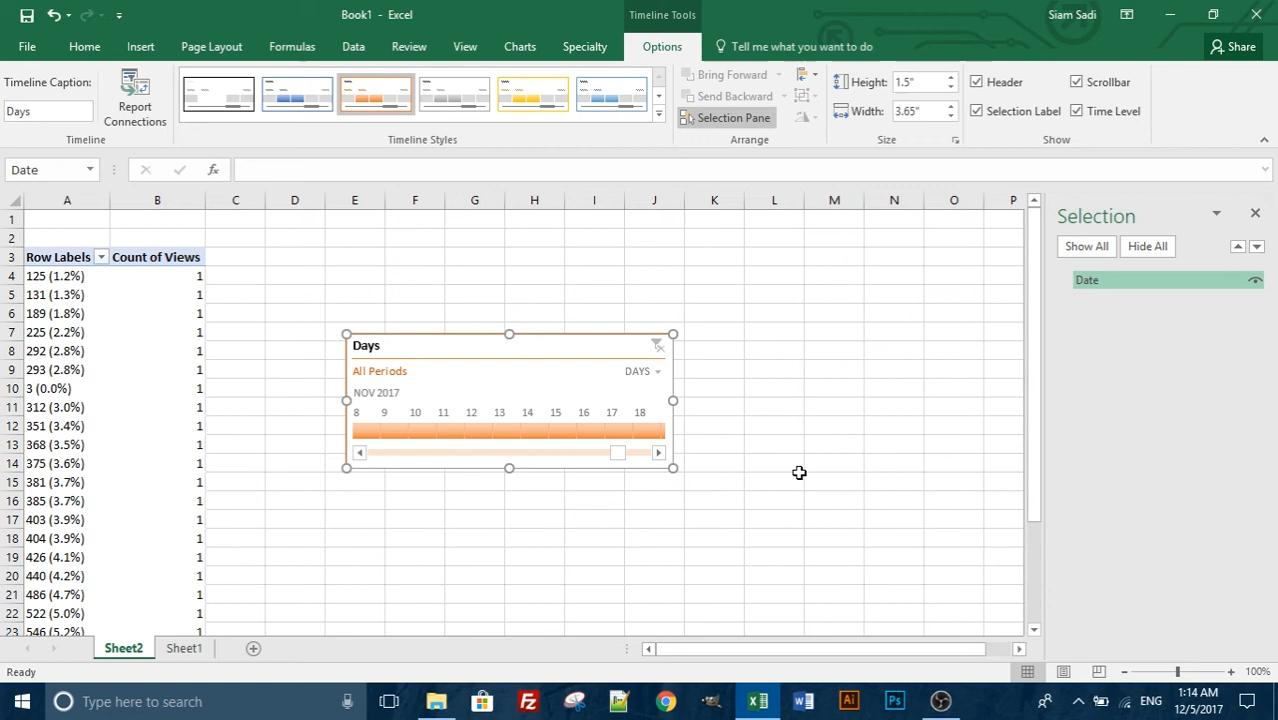 Book1 - Excel
Timeline Tools
Siam Sadi
File
Home
Insert
Page Layout
Formulas
Data
Review
View
Charts
Specialty
Options
Tell me what you want to do
Share
Timeline Caption:
Days
Report
Connections
Timeline
Timeline Styles
Bring Forward
Send Backward
Selection Pane
Arrange
Height: 1.5"
Width: 3.65"
Size
Header
Scrollbar
Selection Label
Time Level
Show
Date
fx
A B C D E F G H I J K L M N O P
1
2
3 Row Labels Count of Views
4 125 (1.2%) 1
5 131 (1.3%) 1
6 189 (1.8%) 1
7 225 (2.2%) 1
8 292 (2.8%) 1
9 293 (2.8%) 1
10 3 (0.0%) 1
11 312 (3.0%) 1
12 351 (3.4%) 1
13 368 (3.5%) 1
14 375 (3.6%) 1
15 381 (3.7%) 1
16 385 (3.7%) 1
17 403 (3.9%) 1
18 404 (3.9%) 1
19 426 (4.1%) 1
20 440 (4.2%) 1
21 486 (4.7%) 1
22 522 (5.0%) 1
23 546 (5.2%) 1
Days
All Periods DAYS
NOV 2017
8 9 10 11 12 13 14 15 16 17 18
Selection
Show All
Hide All
Date
Sheet2
Sheet1
Ready
100%
Type here to search
Fz
Ai
Ps
ENG
1:14 AM
12/5/2017